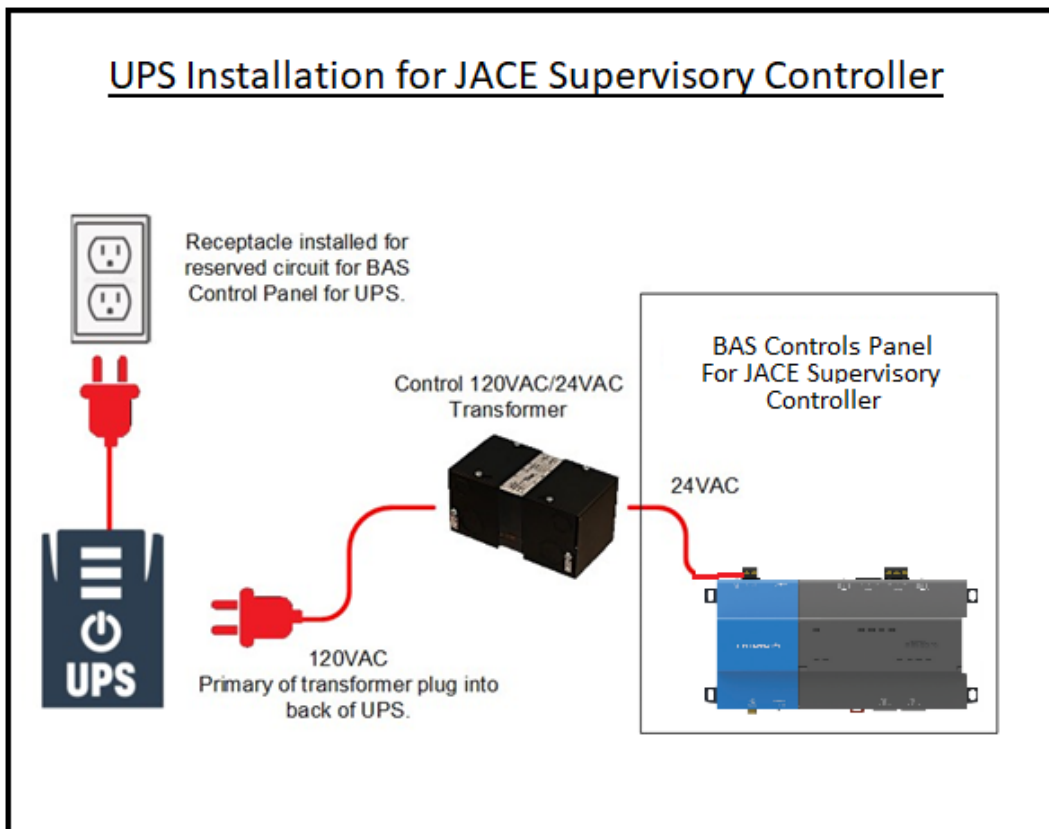 UPS Installation for JACE Supervisory Controller
Receptacle installed for
reserved circuit for BAS
Control Panel for UPS.
Control 120VAC/24VAC
Transformer
BAS Controls Panel
For JACE Supervisory
Controller
24VAC
UPS
120VAC
Primary of transformer plug into
back of UPS.